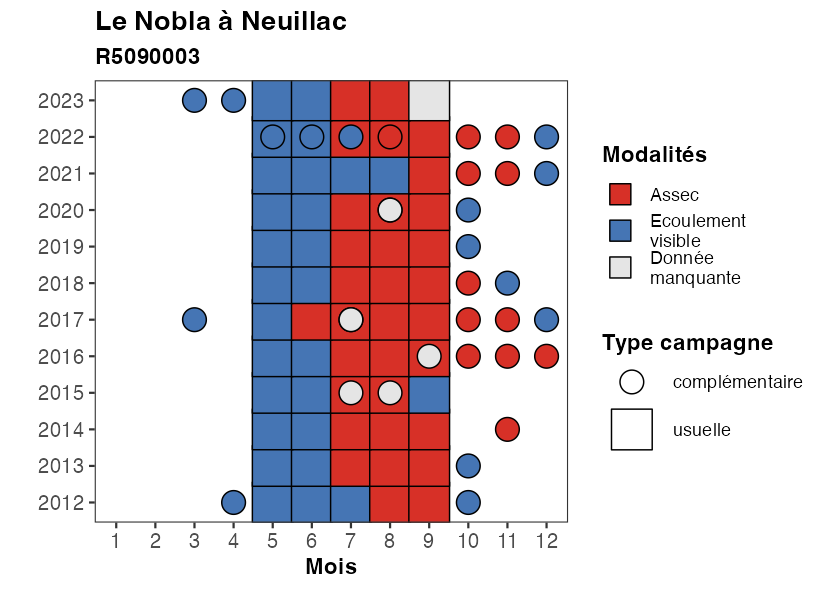 Le Nobla à Neuillac
R5090003
2023
2022
2021
2020
2019
2018
2017
2016
2015
2014
2013
2012
1 2 3 4 5 6 7 8 9 10 11 12
Mois
Modalités
Assec
Ecoulement
visible
Donnée
manquante
Type campagne
complémentaire
usuelle